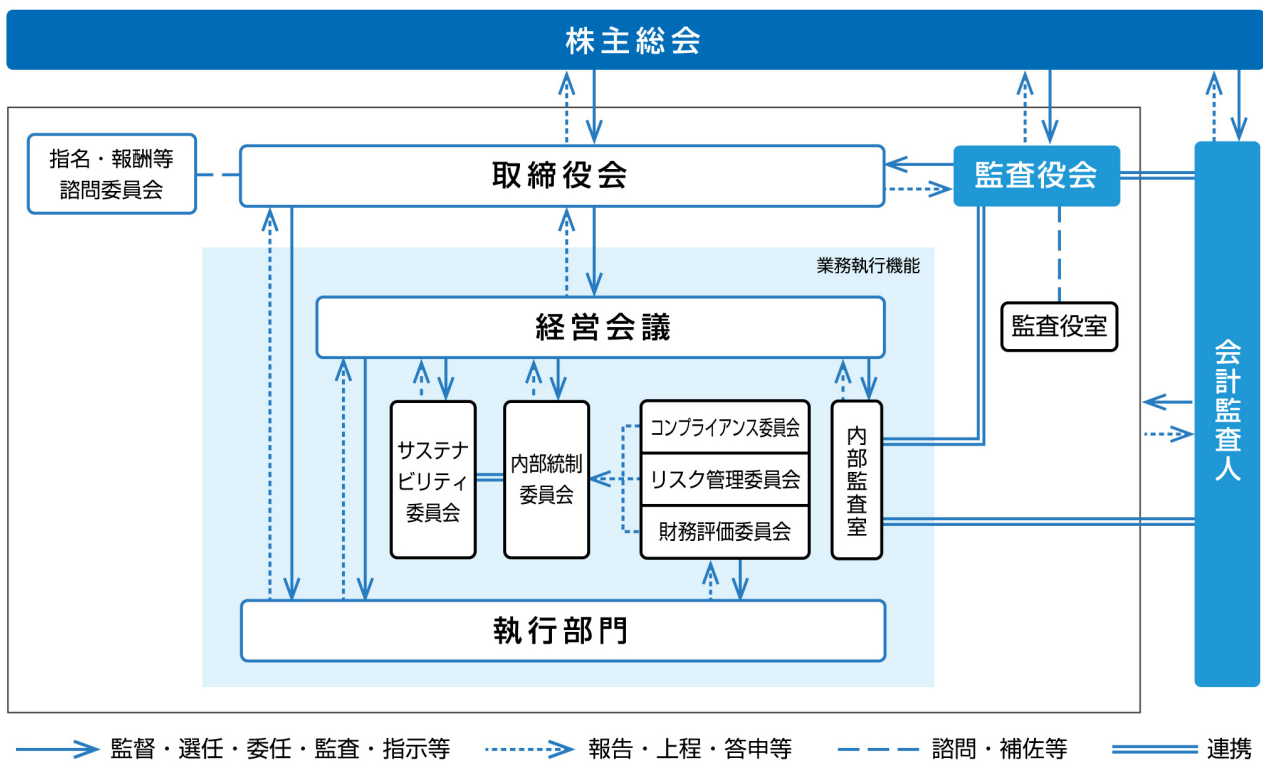 株主総会
指名・報酬等
諮問委員会
取締役会
監査役会
業務執行機能
経営会議
監査役室
会計監査人
サステナ
ビリティ
委員会
内部統制
委員会
コンプライアンス委員会
リスク管理委員会
財務評価委員会
内部監査室
執行部門
監督・選任・委任・監査・指示等
報告・上程・答申等
諮問・補佐等
連携